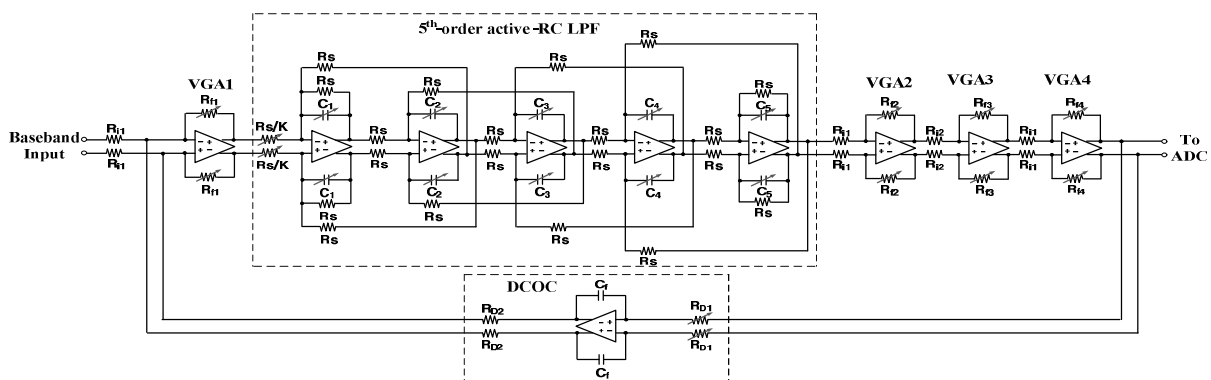 5th-order active-RC LPF
Rs
Rs Rs Rs
VGA1 Rs Rs VGA2 VGA3 VGA4
Rf1 C1 C2 C3 C4 C5 Rf2 Rf3 Rf4
Baseband Ri1 Rs/K Rs Rs Rs Rs Ri1 Ri2 Ri1 To
Input Ri1 Rs/K Rs Rs Rs Rs Ri1 Ri2 Ri1 ADC
Rf1 C1 C2 C3 C4 C5 Rf2 Rf3 Rf4
Rs Rs Rs
Rs Rs
Rs
DCOC Cf
RD2 RD1
RD2 RD1
Cf